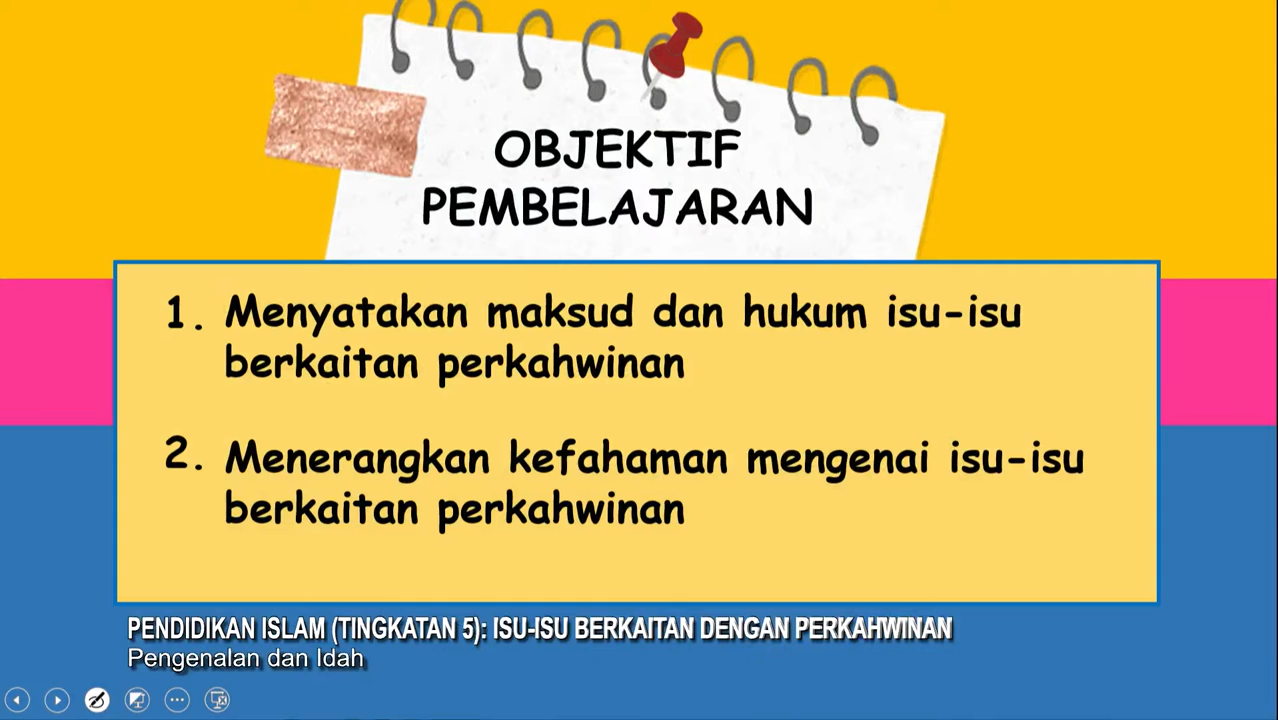 OBJEKTIF
PEMBELAJARAN
1. Menyatakan maksud dan hukum isu-isu
berkaitan perkahwinan
2. Menerangkan kefahaman mengenai isu-isu
berkaitan perkahwinan
PENDIDIKAN ISLAM (TINGKATAN 5): ISU-ISU BERKAITAN DENGAN PERKAHWINAN
Pengenalan dan Idah